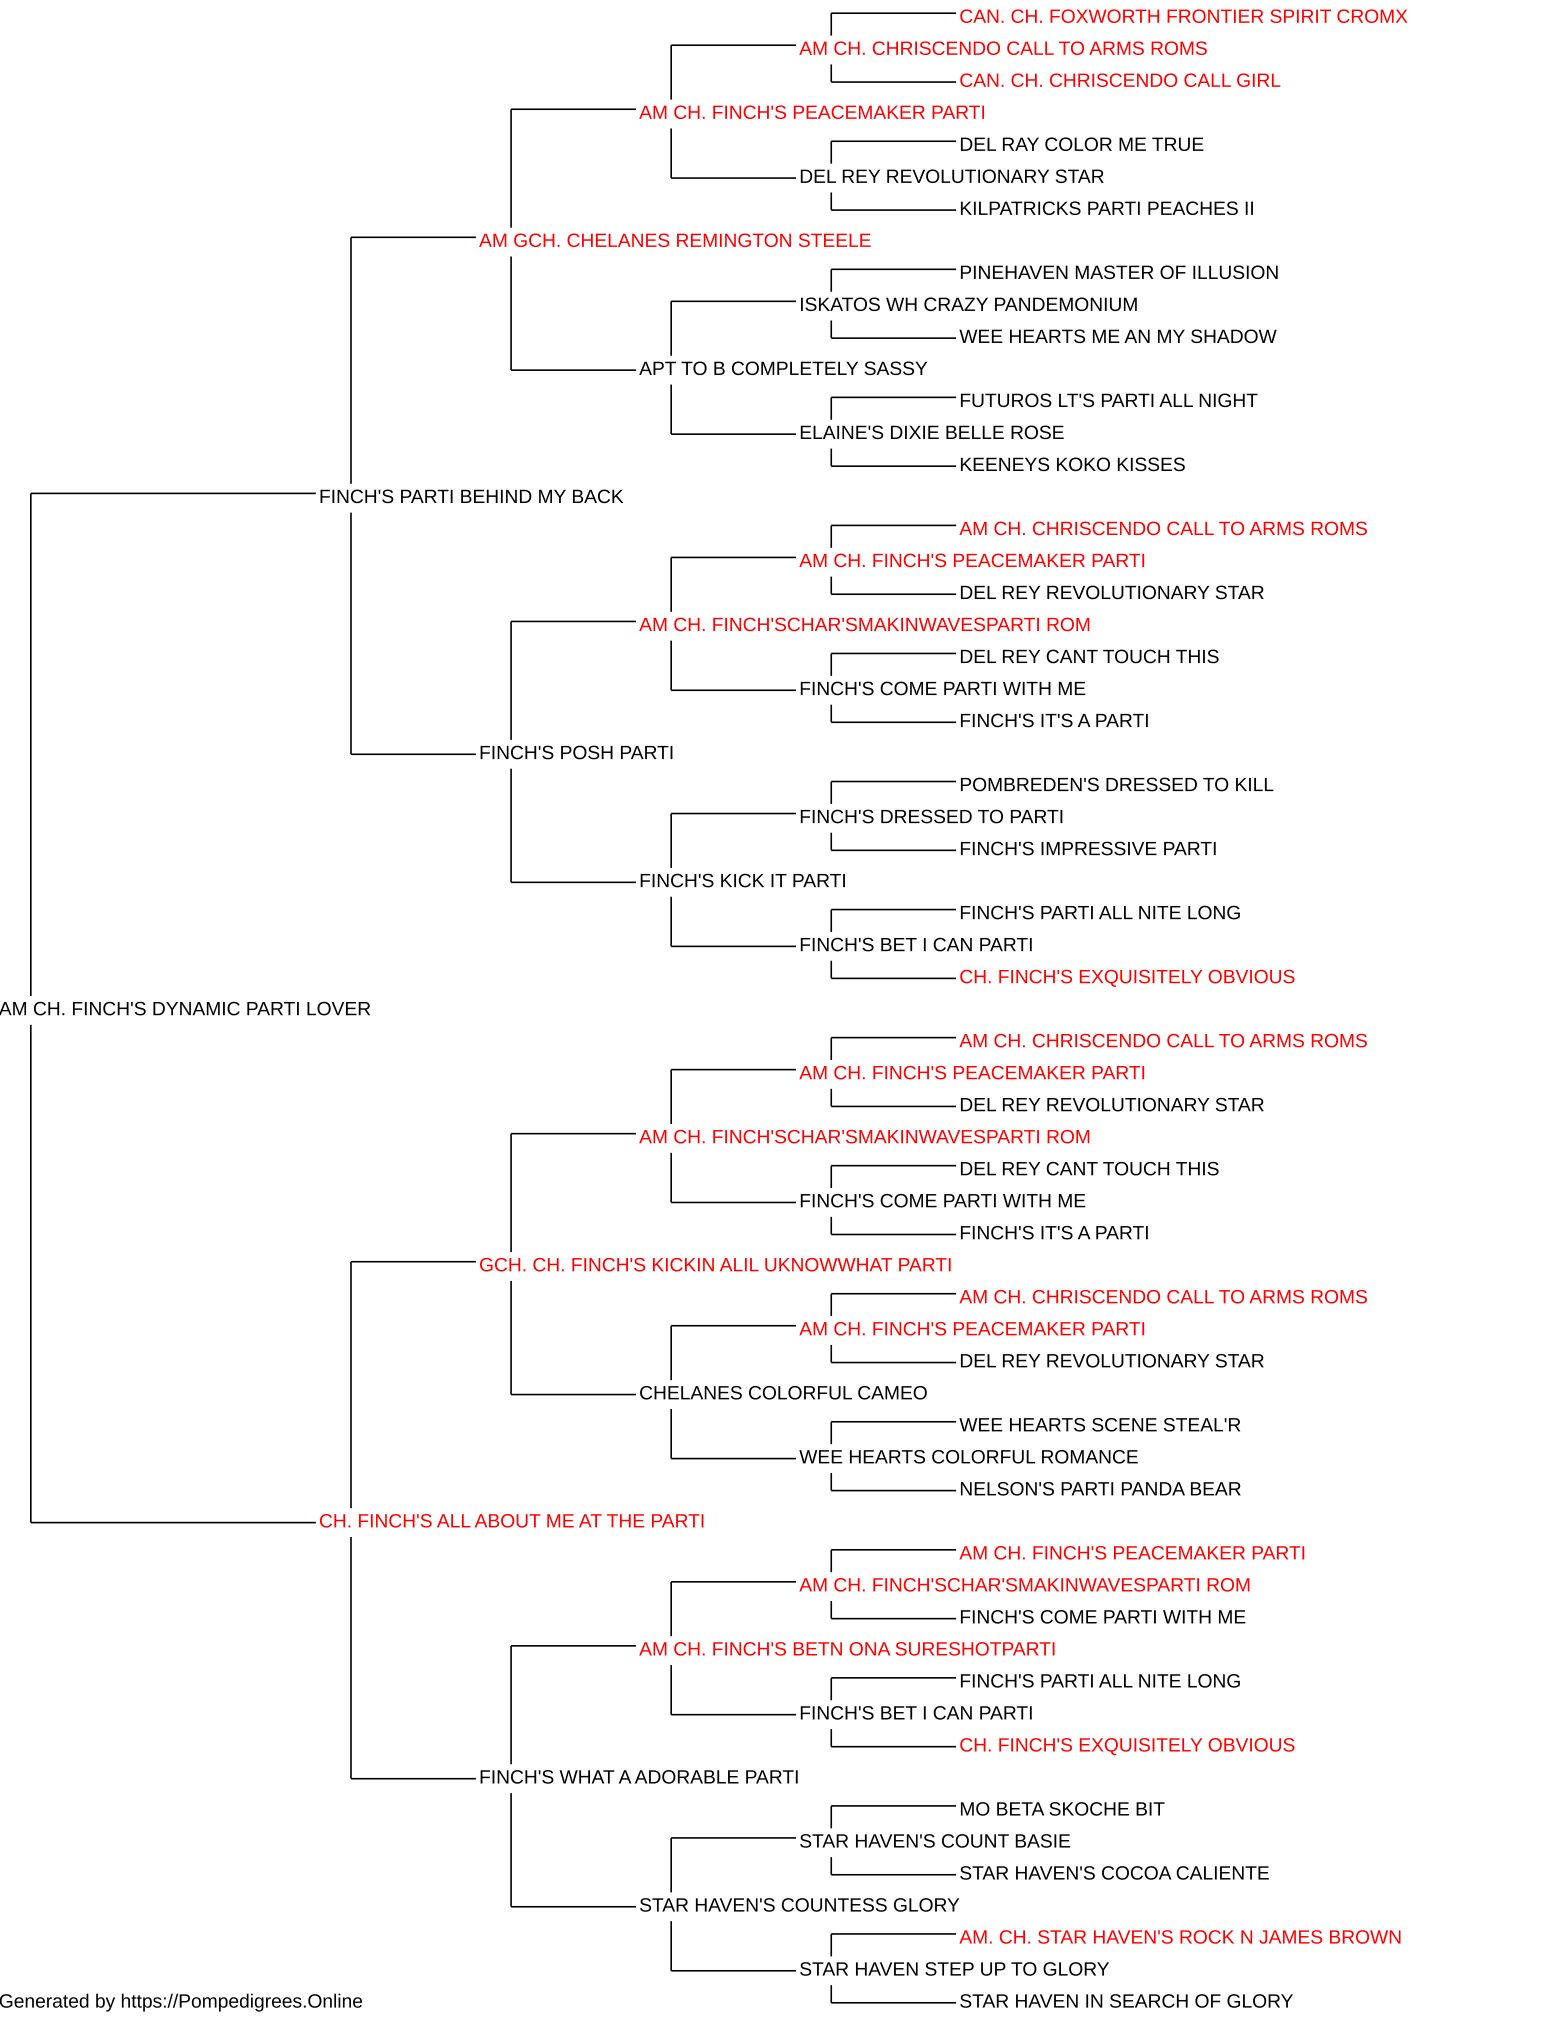 CAN. CH. FOXWORTH FRONTIER SPIRIT CROMX
AM CH. CHRISCENDO CALL TO ARMS ROMS
CAN. CH. CHRISCENDO CALL GIRL
AM CH. FINCH'S PEACEMAKER PARTI
DEL RAY COLOR ME TRUE
DEL REY REVOLUTIONARY STAR
KILPATRICKS PARTI PEACHES II
AM GCH. CHELANES REMINGTON STEELE
PINEHAVEN MASTER OF ILLUSION
ISKATOS WH CRAZY PANDEMONIUM
WEE HEARTS ME AN MY SHADOW
APT TO B COMPLETELY SASSY
FUTUROS LT'S PARTI ALL NIGHT
ELAINE'S DIXIE BELLE ROSE
KEENEYS KOKO KISSES
FINCH'S PARTI BEHIND MY BACK
AM CH. CHRISCENDO CALL TO ARMS ROMS
AM CH. FINCH'S PEACEMAKER PARTI
DEL REY REVOLUTIONARY STAR
AM CH. FINCH'SCHAR'SMAKINWAVESPARTI ROM
DEL REY CANT TOUCH THIS
FINCH'S COME PARTI WITH ME
FINCH'S IT'S A PARTI
FINCH'S POSH PARTI
POMBREDEN'S DRESSED TO KILL
FINCH'S DRESSED TO PARTI
FINCH'S IMPRESSIVE PARTI
FINCH'S KICK IT PARTI
FINCH'S PARTI ALL NITE LONG
FINCH'S BET I CAN PARTI
CH. FINCH'S EXQUISITELY OBVIOUS
AM CH. FINCH'S DYNAMIC PARTI LOVER
AM CH. CHRISCENDO CALL TO ARMS ROMS
AM CH. FINCH'S PEACEMAKER PARTI
DEL REY REVOLUTIONARY STAR
AM CH. FINCH'SCHAR'SMAKINWAVESPARTI ROM
DEL REY CANT TOUCH THIS
FINCH'S COME PARTI WITH ME
FINCH'S IT'S A PARTI
GCH. CH. FINCH'S KICKIN ALIL UKNOWWHAT PARTI
AM CH. CHRISCENDO CALL TO ARMS ROMS
AM CH. FINCH'S PEACEMAKER PARTI
DEL REY REVOLUTIONARY STAR
CHELANES COLORFUL CAMEO
WEE HEARTS SCENE STEAL'R
WEE HEARTS COLORFUL ROMANCE
NELSON'S PARTI PANDA BEAR
CH. FINCH'S ALL ABOUT ME AT THE PARTI
AM CH. FINCH'S PEACEMAKER PARTI
AM CH. FINCH'SCHAR'SMAKINWAVESPARTI ROM
FINCH'S COME PARTI WITH ME
AM CH. FINCH'S BETN ONA SURESHOTPARTI
FINCH'S PARTI ALL NITE LONG
FINCH'S BET I CAN PARTI
CH. FINCH'S EXQUISITELY OBVIOUS
FINCH'S WHAT A ADORABLE PARTI
MO BETA SKOCHE BIT
STAR HAVEN'S COUNT BASIE
STAR HAVEN'S COCOA CALIENTE
STAR HAVEN'S COUNTESS GLORY
AM. CH. STAR HAVEN'S ROCK N JAMES BROWN
STAR HAVEN STEP UP TO GLORY
STAR HAVEN IN SEARCH OF GLORY
Generated by https://Pompedigrees.Online